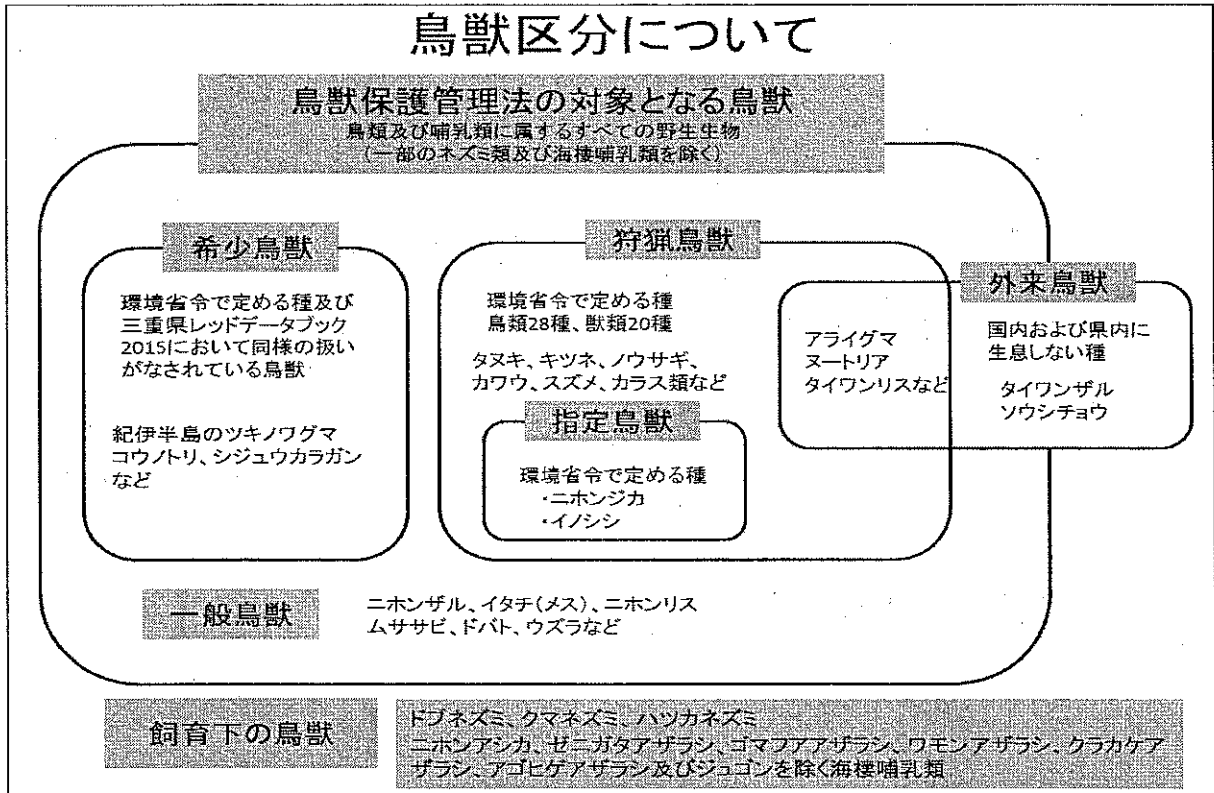 鳥獣区分について
鳥獣保護管理法の対象となる鳥獣
鳥類及び哺乳類に属するすべての野生生物
(一部のネズミ類及び海棲哺乳類を除く)
希少鳥獣
環境省令で定める種及び
三重県レッドデータブック
2015において同様の扱い
がなされている鳥獣
紀伊半島のツキノワグマ
コウノトリ、シジュウカラガン
など
狩猟鳥獣
環境省令で定める種
鳥類28種、獣類20種
タヌキ、キツネ、ノウサギ、
カワウ、スズメ、カラス類など
指定鳥獣
環境省令で定める種
・ニホンジカ
・イノシシ
アライグマ
ヌートリア
タイワンリスなど
外来鳥獣
国内および県内に
生息しない種
タイワンザル
ソウシチョウ
一般鳥獣
ニホンザル、イタチ(メス)、ニホンリス
ムササビ、ドバト、ウズラなど
飼育下の鳥獣
ドブネズミ、クマネズミ、ハツカネズミ
ニホンアシカ、ゼニガタアザラシ、ゴマフアアザラシ、ワモンアザラシ、クラカケア
ザラシ、アゴヒゲアザラシ及びジュゴンを除く海棲哺乳類